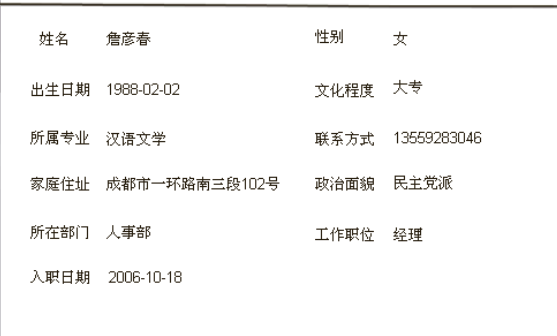 姓名 詹彦春 性别 女
出生日期 1988-02-02 文化程度 大专
所属专业 汉语文学 联系方式 13559283046
家庭住址 成都市一环路南三段102号 政治面貌 民主党派
所在部门 人事部 工作职位 经理
入职日期 2006-10-18